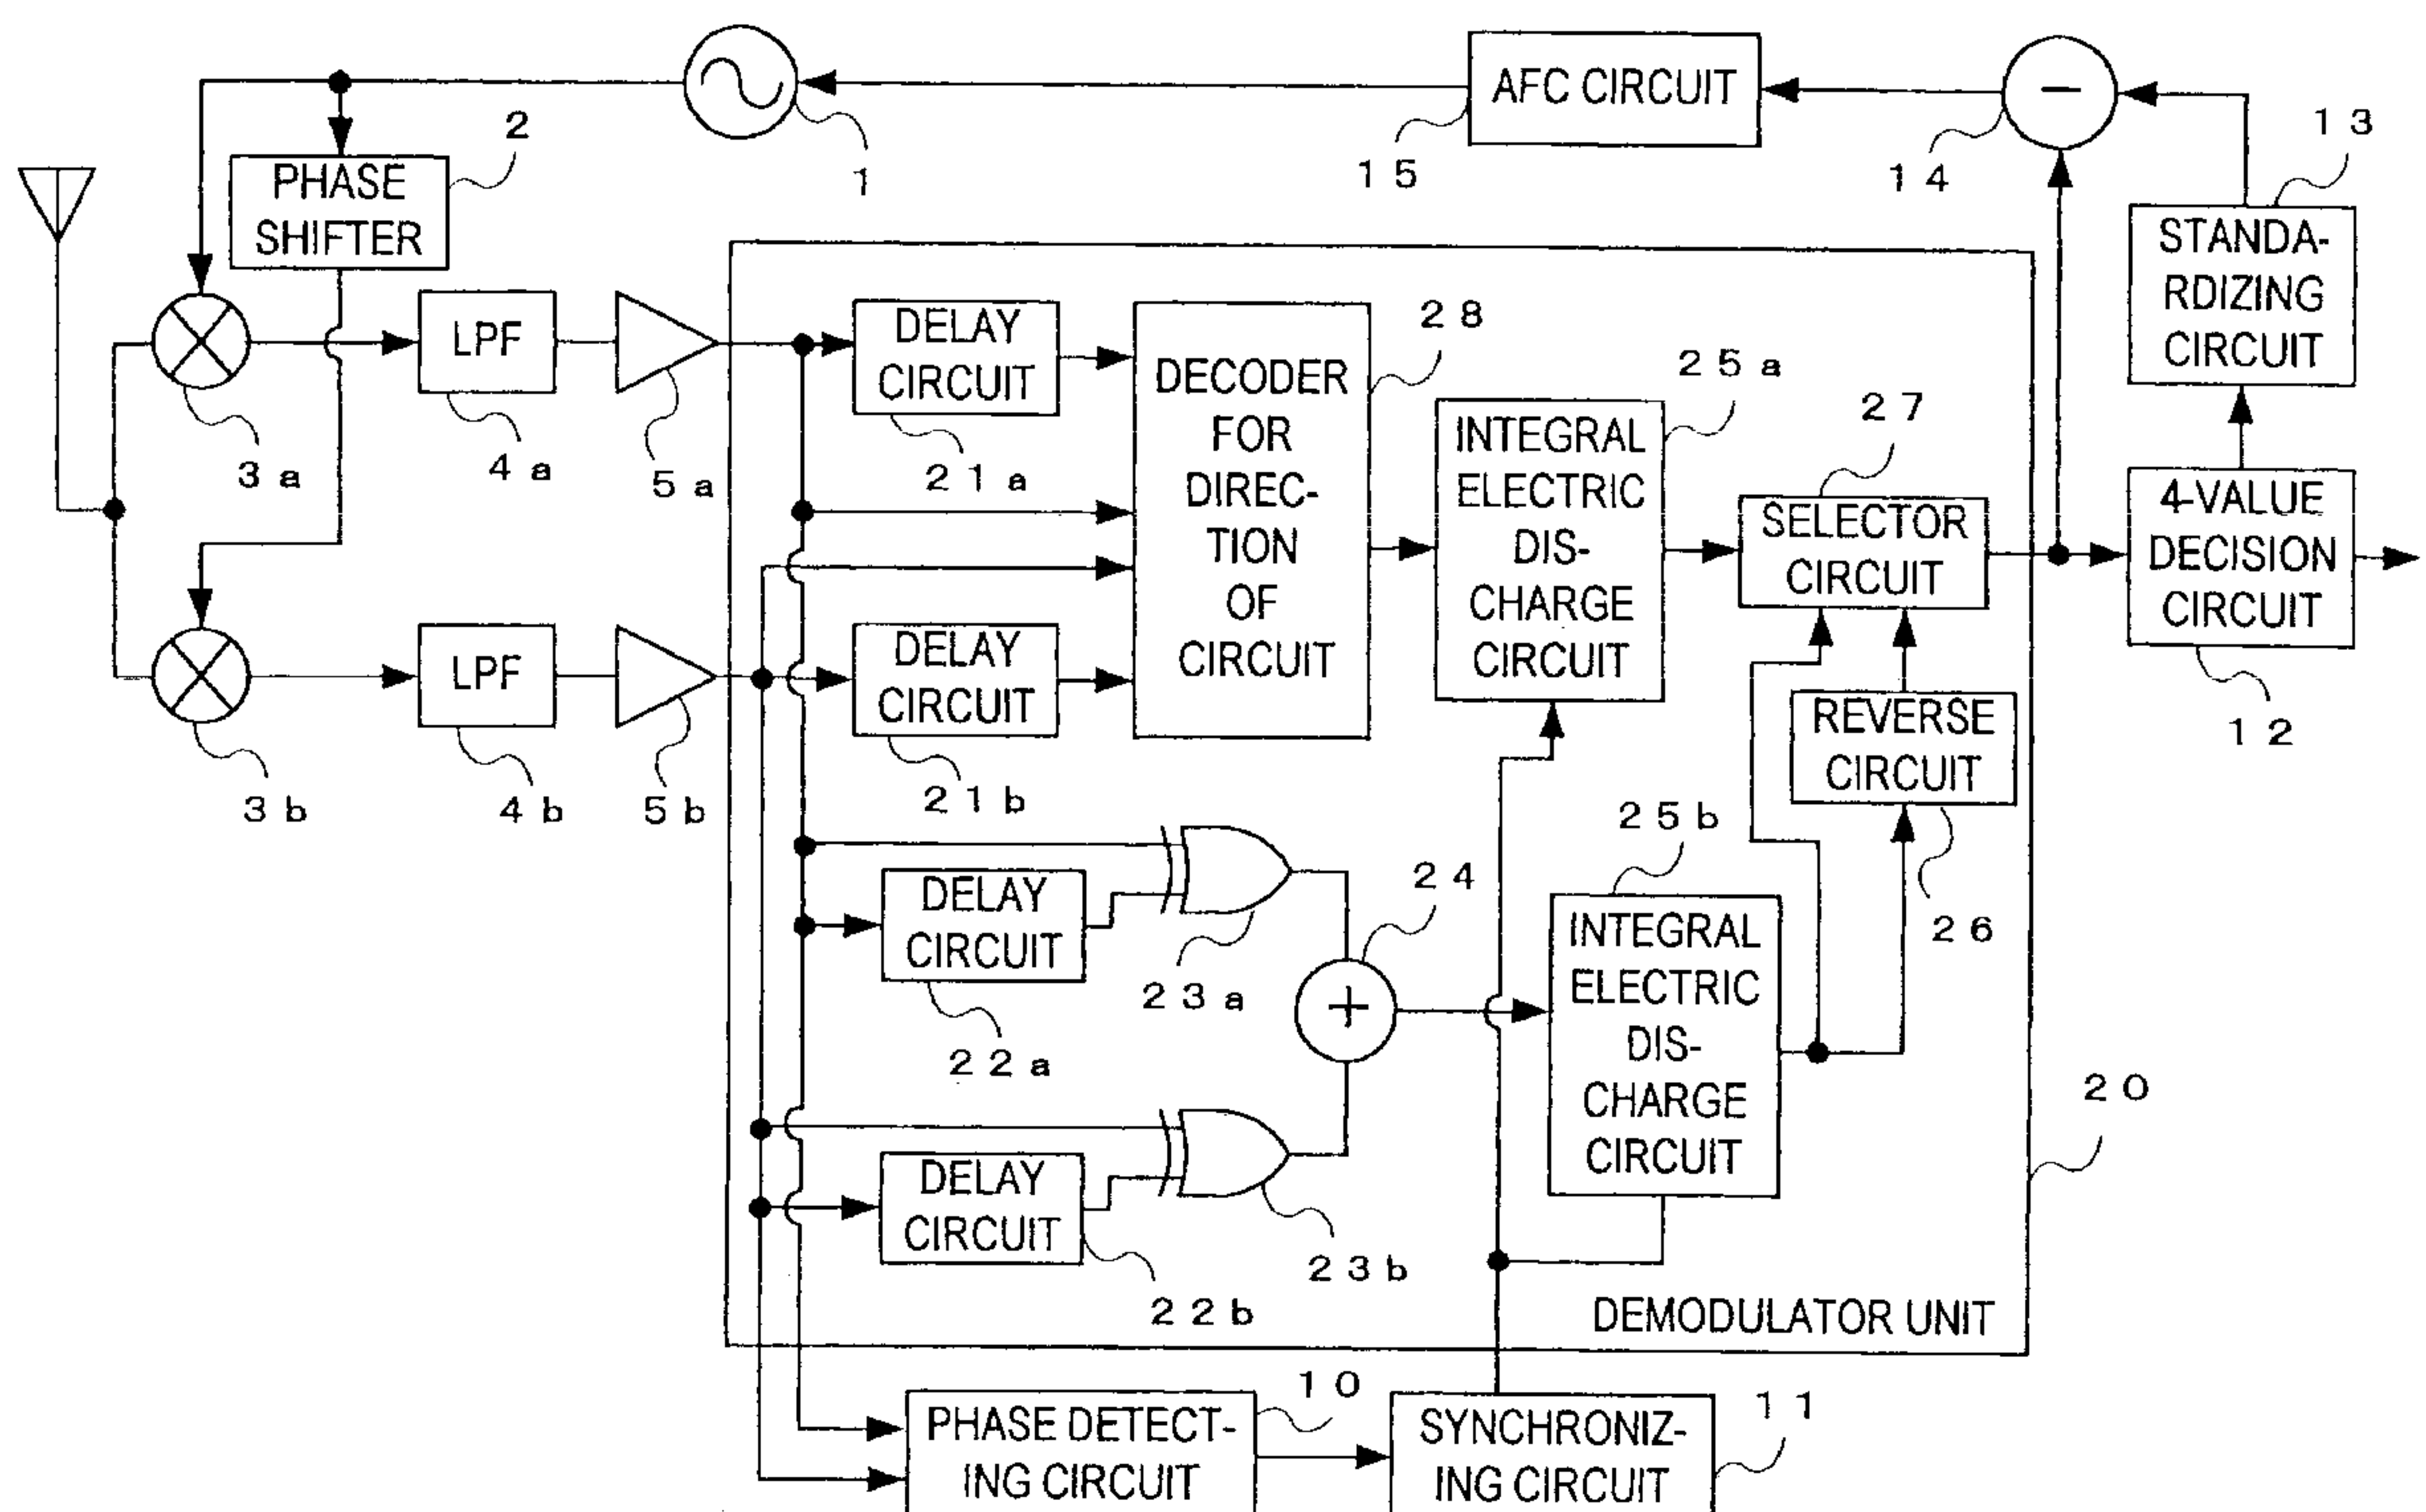 AFC CIRCUIT
−
1
15
14
13
2
PHASE
SHIFTER
STANDA-
RDIZING
CIRCUIT
LPF
DELAY
CIRCUIT
DECODER
FOR
DIREC-
TION
OF
CIRCUIT
28
25a
INTEGRAL
ELECTRIC
DIS-
CHARGE
CIRCUIT
27
SELECTOR
CIRCUIT
4-VALUE
DECISION
CIRCUIT
3a
4a
5a
21a
LPF
DELAY
CIRCUIT
REVERSE
CIRCUIT
12
3b
4b
5b
21b
25b
24
26
DELAY
CIRCUIT
23a
+
INTEGRAL
ELECTRIC
DIS-
CHARGE
CIRCUIT
22a
20
DELAY
CIRCUIT
23b
22b
DEMODULATOR UNIT
10
11
PHASE DETECT-
ING CIRCUIT
SYNCHRONIZ-
ING CIRCUIT